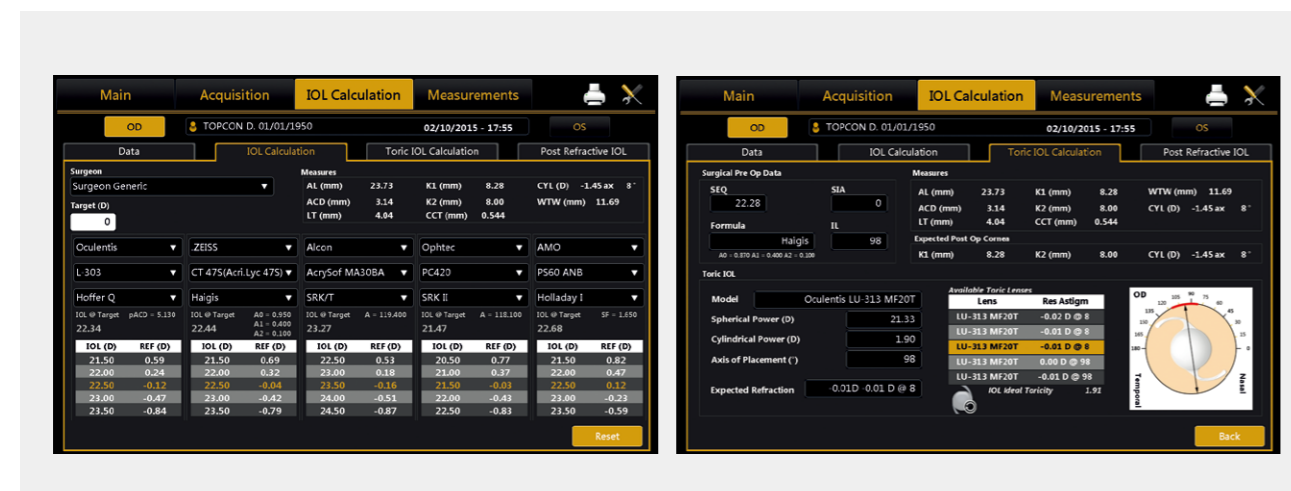 Main Acquisition IOL Calculation Measurements
OD TOPCON D. 01/01/1950 02/10/2015 - 17:55 OS
Data IOL Calculation Toric IOL Calculation Post Refractive IOL
Surgeon Measures
Surgeon Generic AL (mm) 23.73 K1 (mm) 8.28 CYL (D) -1.45 ax 8°
Target (D) ACD (mm) 3.14 K2 (mm) 8.00 WTW (mm) 11.69
0 LT (mm) 4.04 CCT (mm) 0.544
Oculentis ZEISS Alcon Ophtec AMO
L-303 CT 47S(Acri.Lyc 47S) AcrySof MA30BA PC420 PS60 ANB
Hoffer Q Haigis SRK/T SRK II Holladay I
IOL @ Target pACD = 5.130 IOL @ Target A0 = 0.950 IOL @ Target A = 119.400 IOL @ Target A = 118.100 IOL @ Target SF = 1.650
A1 = 0.400
22.34 22.44 A2 = 0.100 23.27 21.47 22.68
IOL (D) REF (D) IOL (D) REF (D) IOL (D) REF (D) IOL (D) REF (D) IOL (D) REF (D)
21.50 0.59 21.50 0.69 22.50 0.53 20.50 0.77 21.50 0.82
22.00 0.24 22.00 0.32 23.00 0.18 21.00 0.37 22.00 0.47
22.50 -0.12 22.50 -0.04 23.50 -0.16 21.50 -0.03 22.50 0.12
23.00 -0.47 23.00 -0.42 24.00 -0.51 22.00 -0.43 23.00 -0.23
23.50 -0.84 23.50 -0.79 24.50 -0.87 22.50 -0.83 23.50 -0.59
Reset
Main Acquisition IOL Calculation Measurements
OD TOPCON D. 01/01/1950 02/10/2015 - 17:55 OS
Data IOL Calculation Toric IOL Calculation Post Refractive IOL
Surgical Pre Op Data Measures
SEQ SIA AL (mm) 23.73 K1 (mm) 8.28 WTW (mm) 11.69
22.28 0 ACD (mm) 3.14 K2 (mm) 8.00 CYL (D) -1.45 ax 8°
Formula IL LT (mm) 4.04 CCT (mm) 0.544
Haigis 98 Expected Post Op Cornea
A0 = 0.870 A1 = 0.400 A2 = 0.100 K1 (mm) 8.28 K2 (mm) 8.00 CYL (D) -1.45 ax 8°
Toric IOL
Available Toric Lenses
Model Oculentis LU-313 MF20T
Spherical Power (D) 21.33
Cylindrical Power (D) 1.90
Axis of Placement (°) 98
Expected Refraction -0.01D -0.01 D @ 8
Lens Res Astigm
LU-313 MF20T -0.02 D @ 8
LU-313 MF20T -0.01 D @ 8
LU-313 MF20T -0.01 D @ 8
LU-313 MF20T 0.00 D @ 98
LU-313 MF20T -0.01 D @ 98
IOL Ideal Toricity 1.91
OD
120 105 90 75 60
45
30
15
0
165
180
Temporal
Nasal
Back